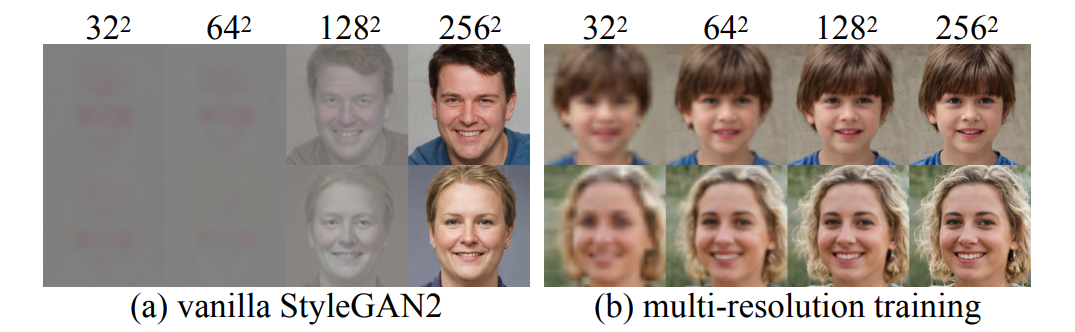 32² 64² 128² 256² 32² 64² 128² 256²
(a) vanilla StyleGAN2 (b) multi-resolution training